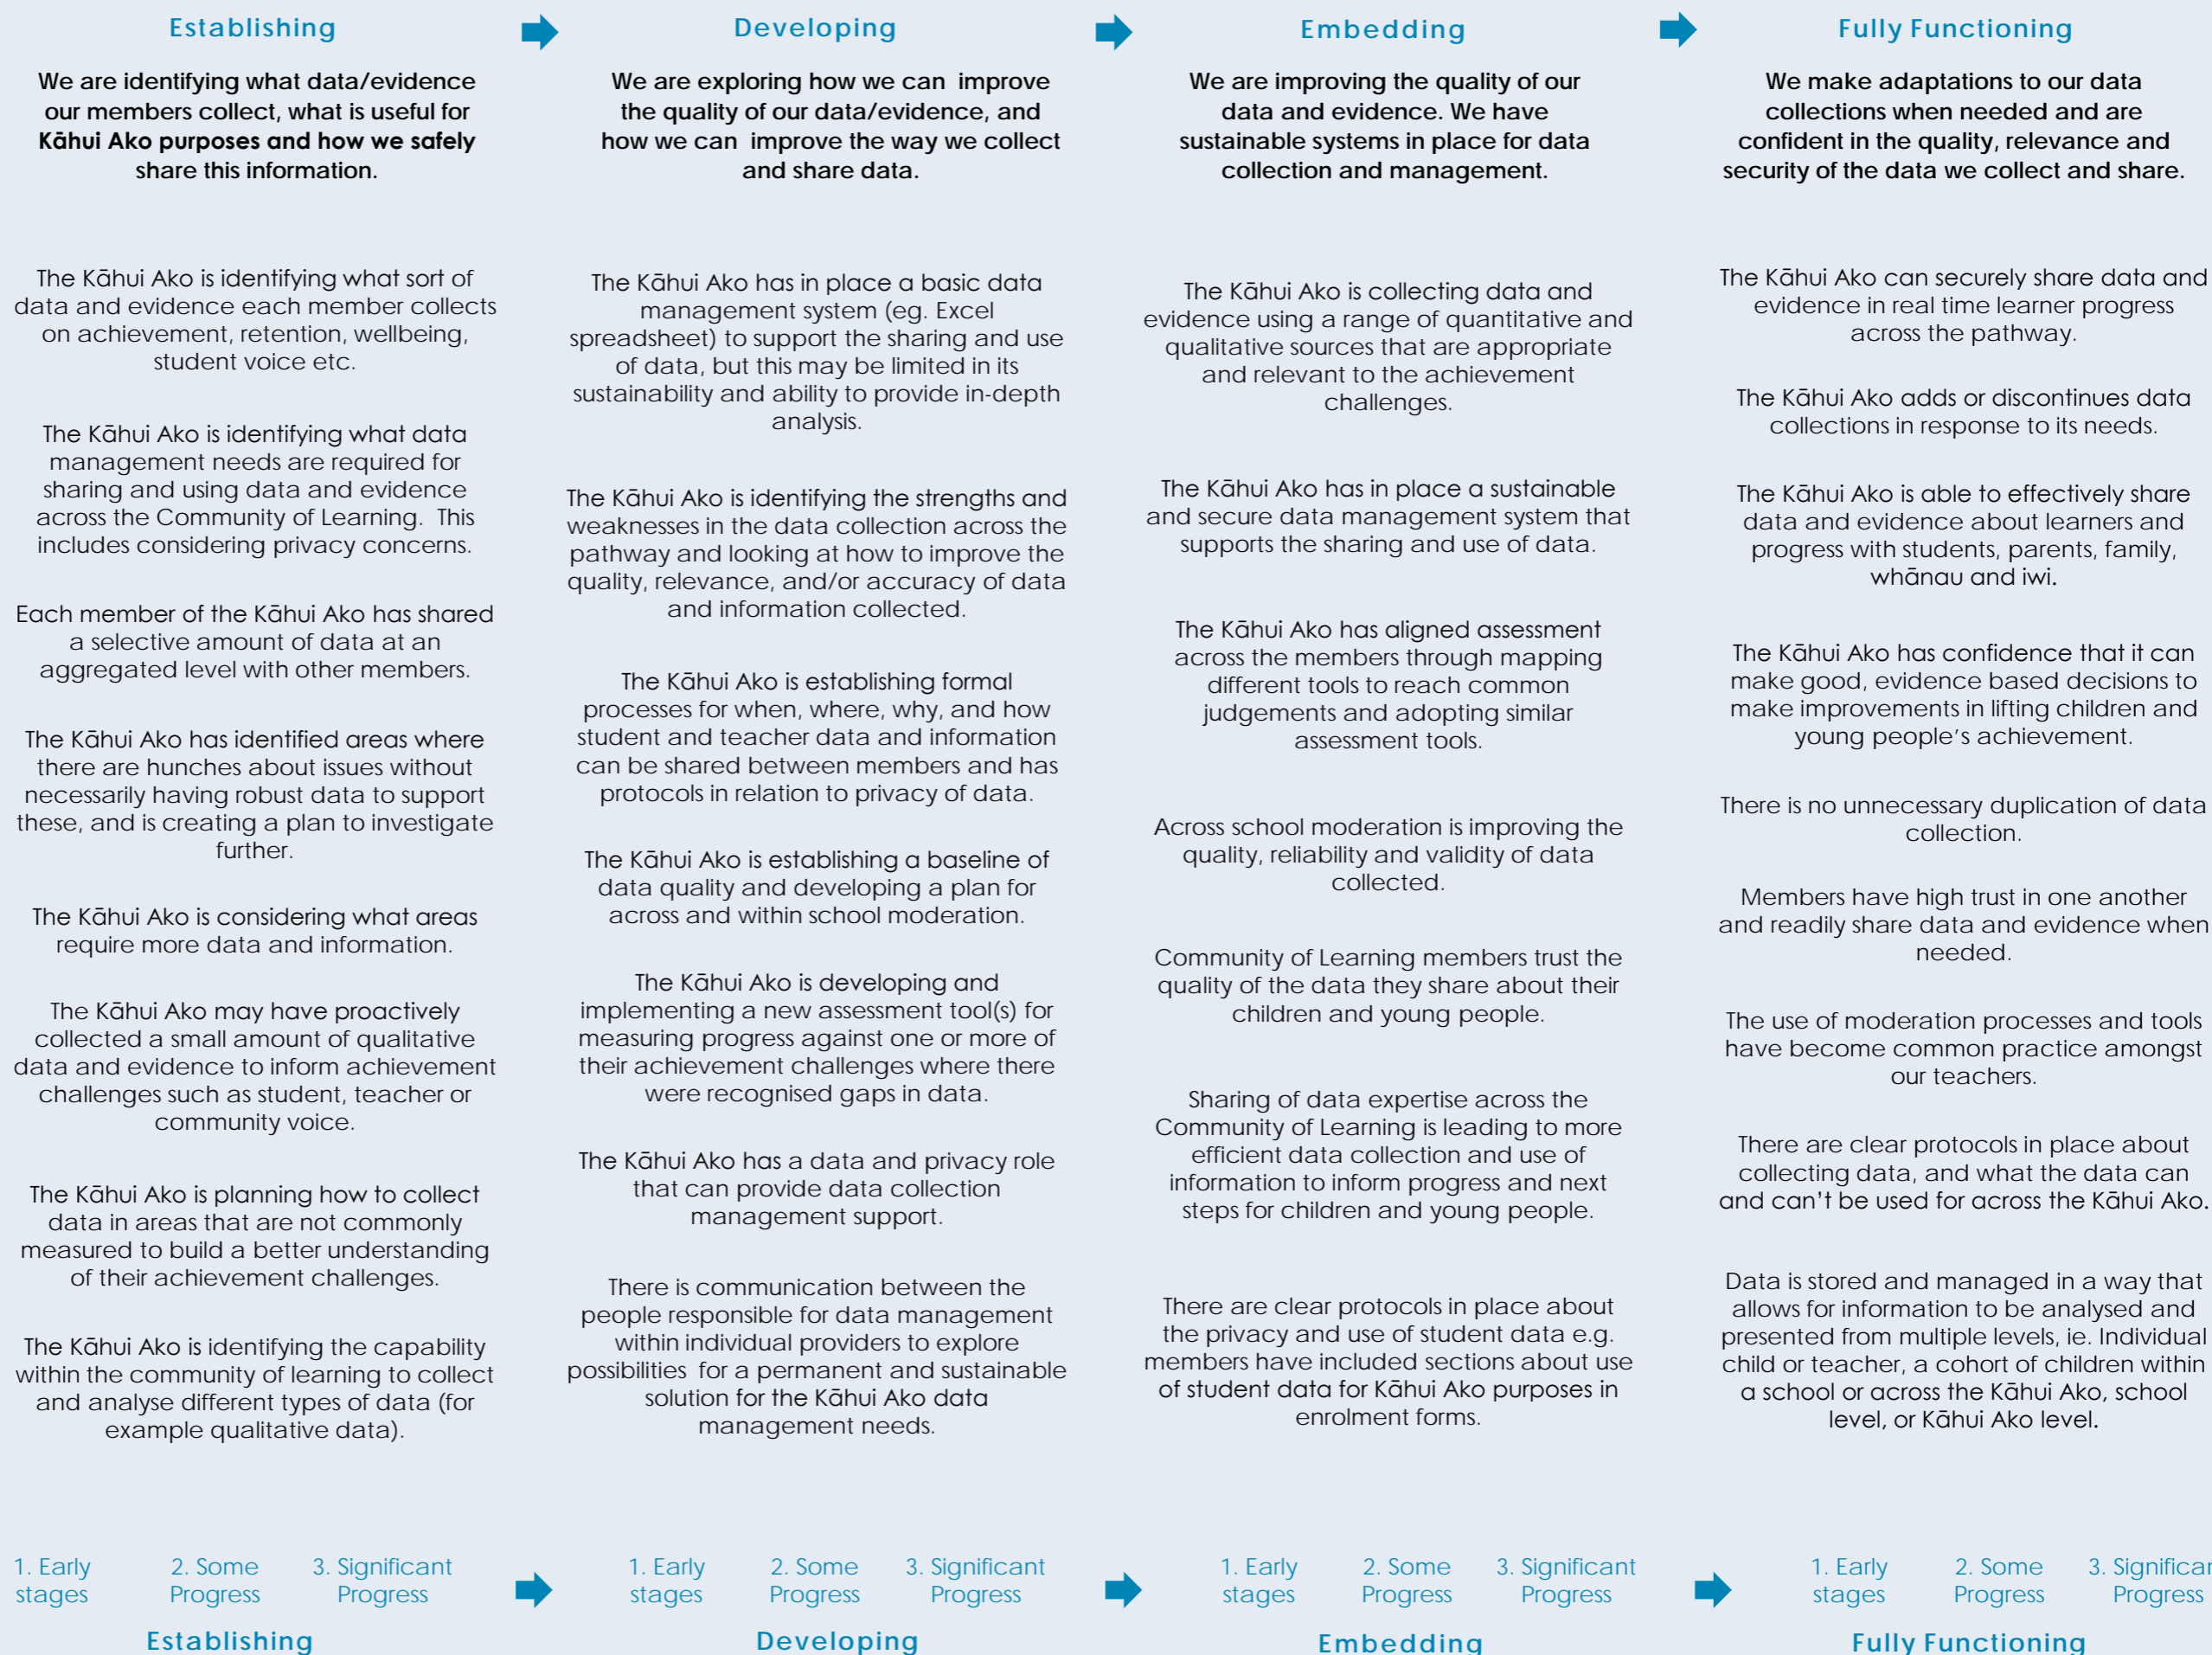 Establishing
We are identifying what data/evidence
our members collect, what is useful for
Kāhui Ako purposes and how we safely
share this information.
The Kāhui Ako is identifying what sort of
data and evidence each member collects
on achievement, retention, wellbeing,
student voice etc.
The Kāhui Ako is identifying what data
management needs are required for
sharing and using data and evidence
across the Community of Learning.  This
includes considering privacy concerns.
Each member of the Kāhui Ako has shared
a selective amount of data at an
aggregated level with other members.
The Kāhui Ako has identified areas where
there are hunches about issues without
necessarily having robust data to support
these, and is creating a plan to investigate
further.
The Kāhui Ako is considering what areas
require more data and information.
The Kāhui Ako may have proactively
collected a small amount of qualitative
data and evidence to inform achievement
challenges such as student, teacher or
community voice.
The Kāhui Ako is planning how to collect
data in areas that are not commonly
measured to build a better understanding
of their achievement challenges.
The Kāhui Ako is identifying the capability
within the community of learning to collect
and analyse different types of data (for
example qualitative data).
1. Early
stages
2. Some
Progress
3. Significant
Progress
Establishing
Developing
We are exploring how we can  improve
the quality of our data/evidence, and
how we can  improve the way we collect
and share data.
The Kāhui Ako has in place a basic data
management system (eg. Excel
spreadsheet) to support the sharing and use
of data, but this may be limited in its
sustainability and ability to provide in-depth
analysis.
The Kāhui Ako is identifying the strengths and
weaknesses in the data collection across the
pathway and looking at how to improve the
quality, relevance, and/or accuracy of data
and information collected.
The Kāhui Ako is establishing formal
processes for when, where, why, and how
student and teacher data and information
can be shared between members and has
protocols in relation to privacy of data.
The Kāhui Ako is establishing a baseline of
data quality and developing a plan for
across and within school moderation.
The Kāhui Ako is developing and
implementing a new assessment tool(s) for
measuring progress against one or more of
their achievement challenges where there
were recognised gaps in data.
The Kāhui Ako has a data and privacy role
that can provide data collection
management support.
There is communication between the
people responsible for data management
within individual providers to explore
possibilities  for a permanent and sustainable
solution for the Kāhui Ako data
management needs.
1. Early
stages
2. Some
Progress
3. Significant
Progress
Developing
Embedding
We are improving the quality of our
data and evidence. We have
sustainable systems in place for data
collection and management.
The Kāhui Ako is collecting data and
evidence using a range of quantitative and
qualitative sources that are appropriate
and relevant to the achievement
challenges.
The Kāhui Ako has in place a sustainable
and secure data management system that
supports the sharing and use of data.
The Kāhui Ako has aligned assessment
across the members through mapping
different tools to reach common
judgements and adopting similar
assessment tools.
Across school moderation is improving the
quality, reliability and validity of data
collected.
Community of Learning members trust the
quality of the data they share about their
children and young people.
Sharing of data expertise across the
Community of Learning is leading to more
efficient data collection and use of
information to inform progress and next
steps for children and young people.
There are clear protocols in place about
the privacy and use of student data e.g.
members have included sections about use
of student data for Kāhui Ako purposes in
enrolment forms.
1. Early
stages
2. Some
Progress
3. Significant
Progress
Embedding
Fully Functioning
We make adaptations to our data
collections when needed and are
confident in the quality, relevance and
security of the data we collect and share.
The Kāhui Ako can securely share data and
evidence in real time learner progress
across the pathway.
The Kāhui Ako adds or discontinues data
collections in response to its needs.
The Kāhui Ako is able to effectively share
data and evidence about learners and
progress with students, parents, family,
whānau and iwi.
The Kāhui Ako has confidence that it can
make good, evidence based decisions to
make improvements in lifting children and
young people's achievement.
There is no unnecessary duplication of data
collection.
Members have high trust in one another
and readily share data and evidence when
needed.
The use of moderation processes and tools
have become common practice amongst
our teachers.
There are clear protocols in place about
collecting data, and what the data can
and can't be used for across the Kāhui Ako.
Data is stored and managed in a way that
allows for information to be analysed and
presented from multiple levels, ie. Individual
child or teacher, a cohort of children within
a school or across the Kāhui Ako, school
level, or Kāhui Ako level.
1. Early
stages
2. Some
Progress
3. Significan
Progress
Fully Functioning